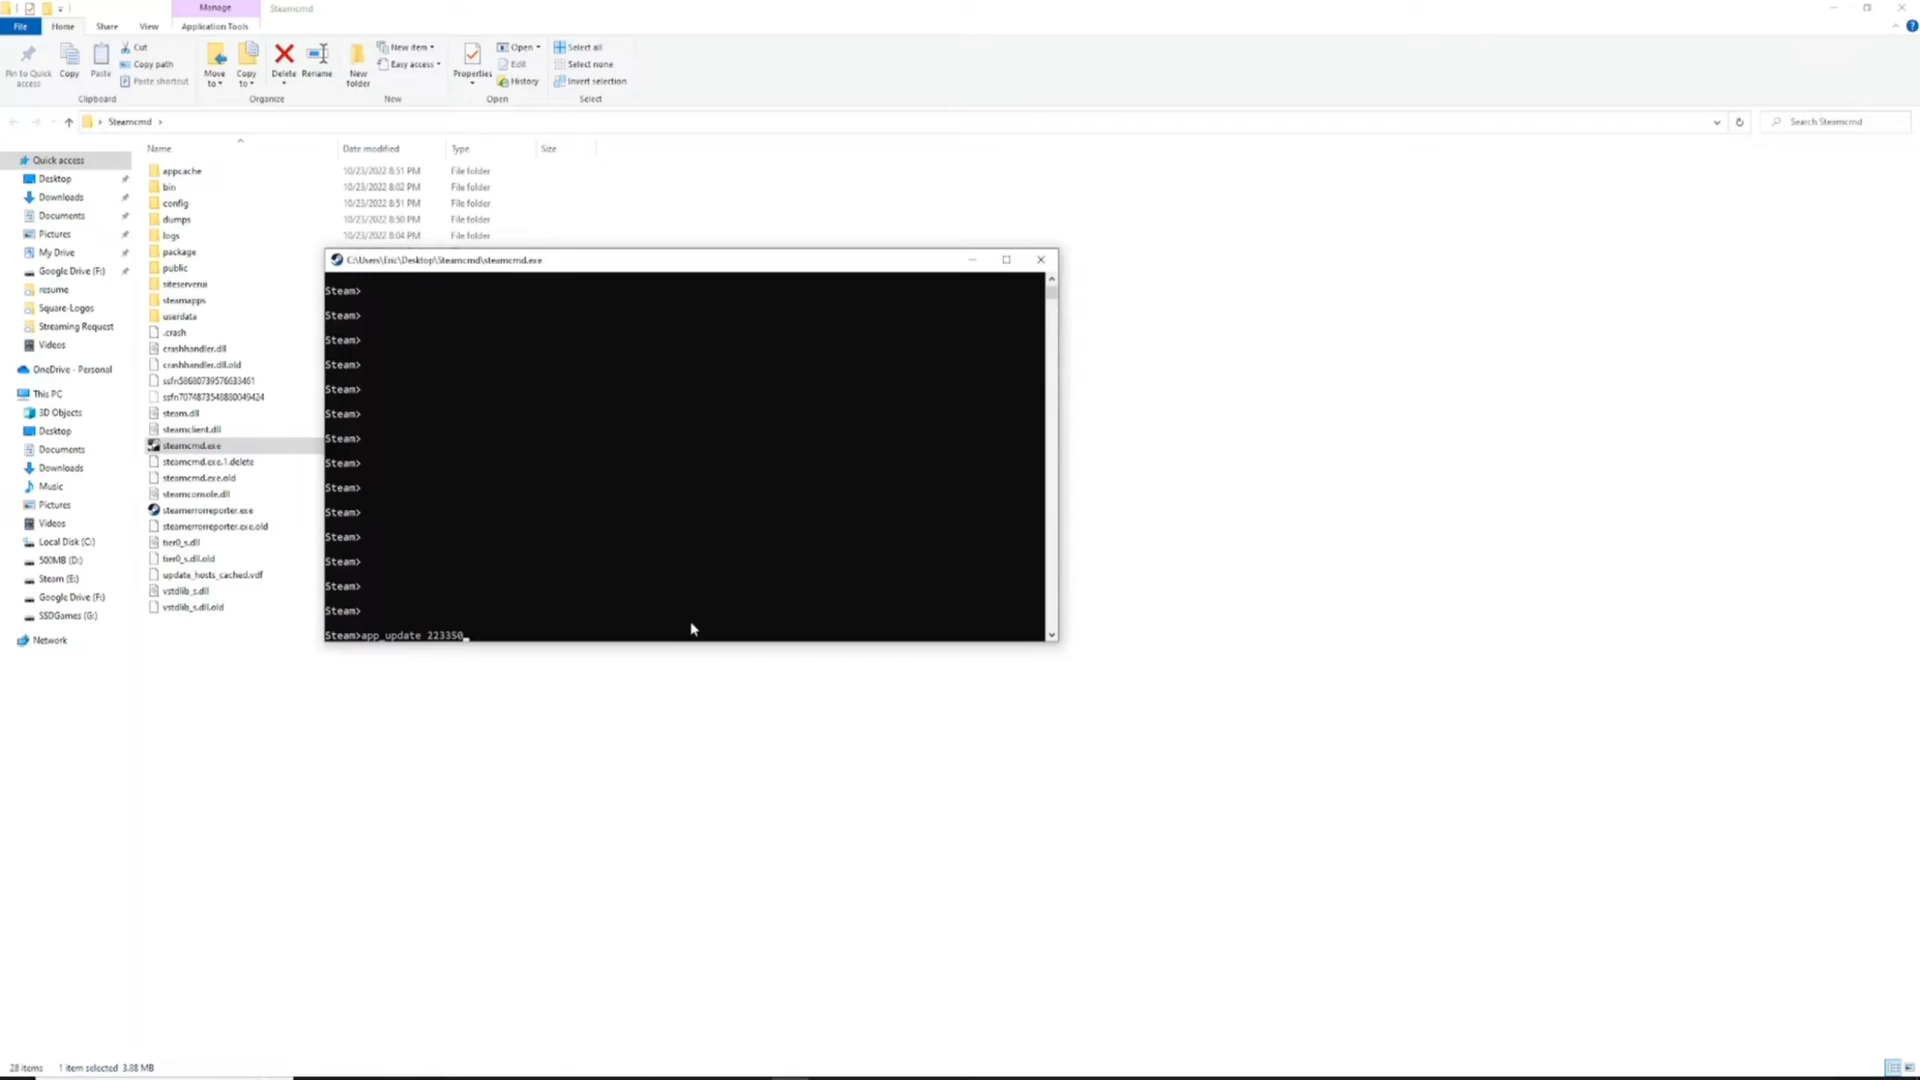 Manage
Steamcmd
File
Home
Share
View
Application Tools
Pin to Quick access
Copy
Paste
Cut
Copy path
Paste shortcut
Move to
Copy to
Delete
Rename
New folder
New item
Easy access
Properties
Open
Edit
History
Select all
Select none
Invert selection
Clipboard
Organize
New
Open
Select
Steamcmd
Search Steamcmd
Name
Date modified
Type
Size
Quick access
Desktop
Downloads
Documents
Pictures
My Drive
Google Drive (F:)
resume
Square-Logos
Streaming Request
Videos
OneDrive - Personal
This PC
3D Objects
Desktop
Documents
Downloads
Music
Pictures
Videos
Local Disk (C:)
500MB (D:)
Steam (E:)
Google Drive (F:)
SSDGames (G:)
Network
appcache 10/23/2022 8:51 PM File folder
bin 10/23/2022 8:02 PM File folder
config 10/23/2022 8:51 PM File folder
dumps 10/23/2022 8:50 PM File folder
logs 10/23/2022 8:04 PM File folder
package
public
siteserverui
steamapps
userdata
.crash
crashhandler.dll
crashhandler.dll.old
ssfn58680739576633461
ssfn7074873548880049424
steam.dll
steamclient.dll
steamcmd.exe
steamcmd.exe.1.delete
steamcmd.exe.old
steamconsole.dll
steamerrorreporter.exe
steamerrorreporter.exe.old
tier0_s.dll
tier0_s.dll.old
update_hosts_cached.vdf
vstdlib_s.dll
vstdlib_s.dll.old
C:\Users\Eric\Desktop\Steamcmd\steamcmd.exe
Steam>
Steam>
Steam>
Steam>
Steam>
Steam>
Steam>
Steam>
Steam>
Steam>
Steam>
Steam>
Steam>
Steam>
Steam>app_update 223350_
28 items 1 item selected 3.88 MB